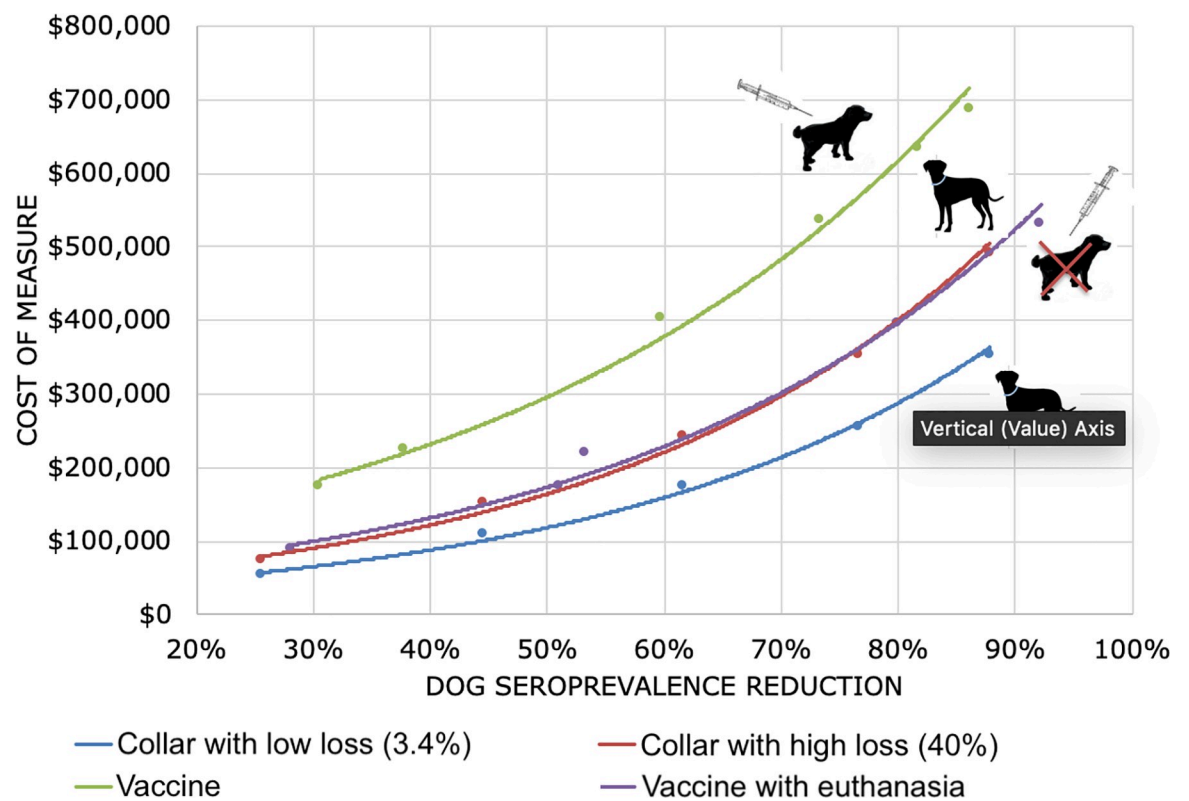 $800,000
$700,000
$600,000
$500,000
$400,000
$300,000
$200,000
$100,000
$0
COST OF MEASURE
Vertical (Value) Axis
20% 30% 40% 50% 60% 70% 80% 90% 100%
DOG SEROPREVALENCE REDUCTION
Collar with low loss (3.4%) Collar with high loss (40%)
Vaccine Vaccine with euthanasia